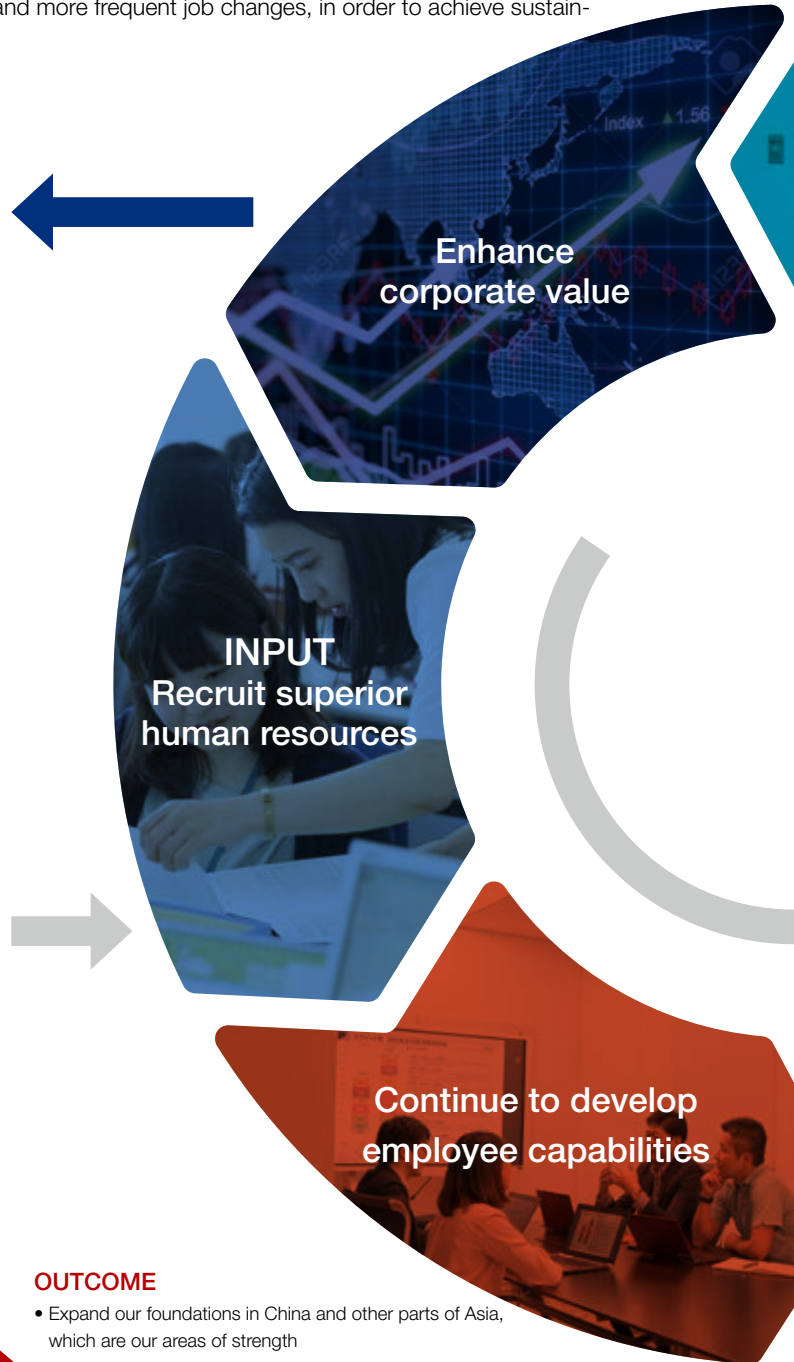 and more frequent job changes, in order to achieve sustain-
Index ▲1.56
Enhance
corporate value
INPUT
Recruit superior
human resources
Continue to develop
employee capabilities
OUTCOME
• Expand our foundations in China and other parts of Asia,
which are our areas of strength